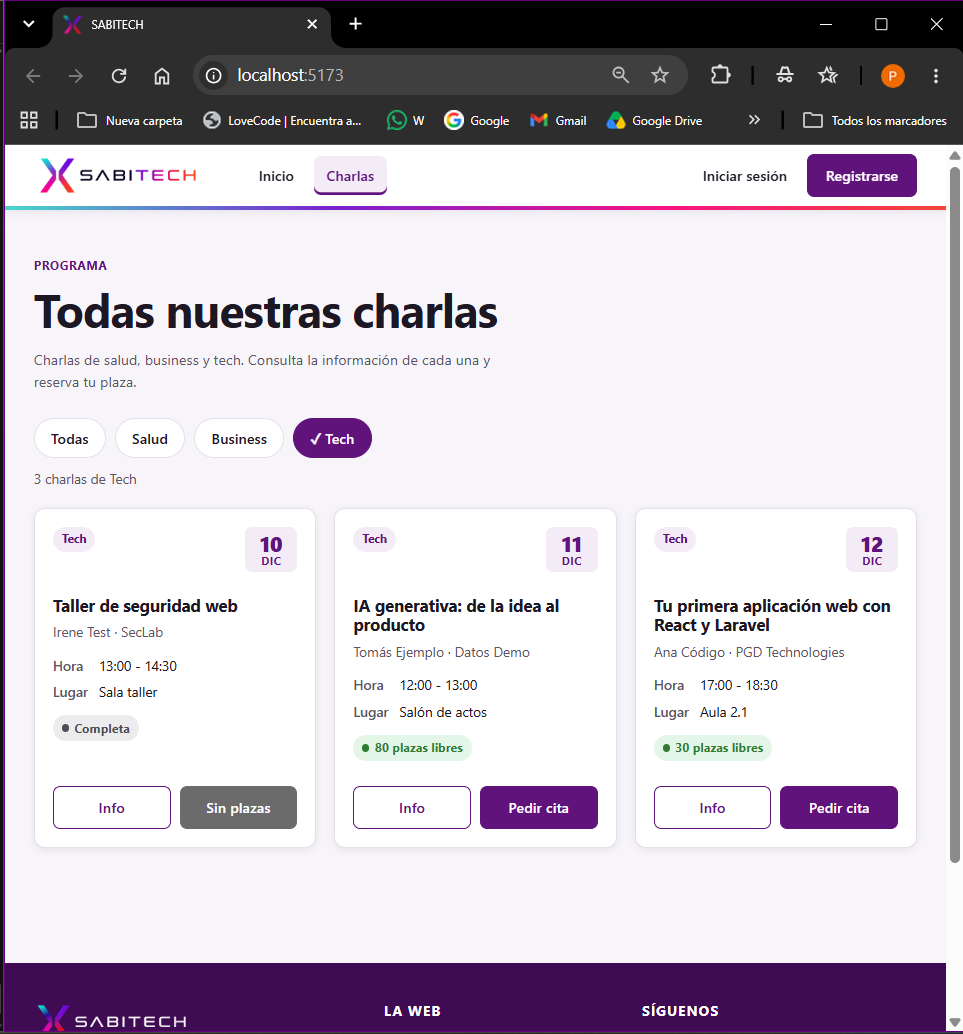 SABITECH
localhost:5173
P
Nueva carpeta
LoveCode | Encuentra a...
W
Google
Gmail
Google Drive
Todos los marcadores
SABITECH
Inicio
Charlas
Iniciar sesión
Registrarse
PROGRAMA
Todas nuestras charlas
Charlas de salud, business y tech. Consulta la información de cada una y
reserva tu plaza.
Todas
Salud
Business
✓ Tech
3 charlas de Tech
Tech
10
DIC
Taller de seguridad web
Irene Test · SecLab
Hora 13:00 - 14:30
Lugar Sala taller
Completa
Info
Sin plazas
Tech
11
DIC
IA generativa: de la idea al
producto
Tomás Ejemplo · Datos Demo
Hora 12:00 - 13:00
Lugar Salón de actos
80 plazas libres
Info
Pedir cita
Tech
12
DIC
Tu primera aplicación web con
React y Laravel
Ana Código · PGD Technologies
Hora 17:00 - 18:30
Lugar Aula 2.1
30 plazas libres
Info
Pedir cita
SABITECH
LA WEB
SÍGUENOS